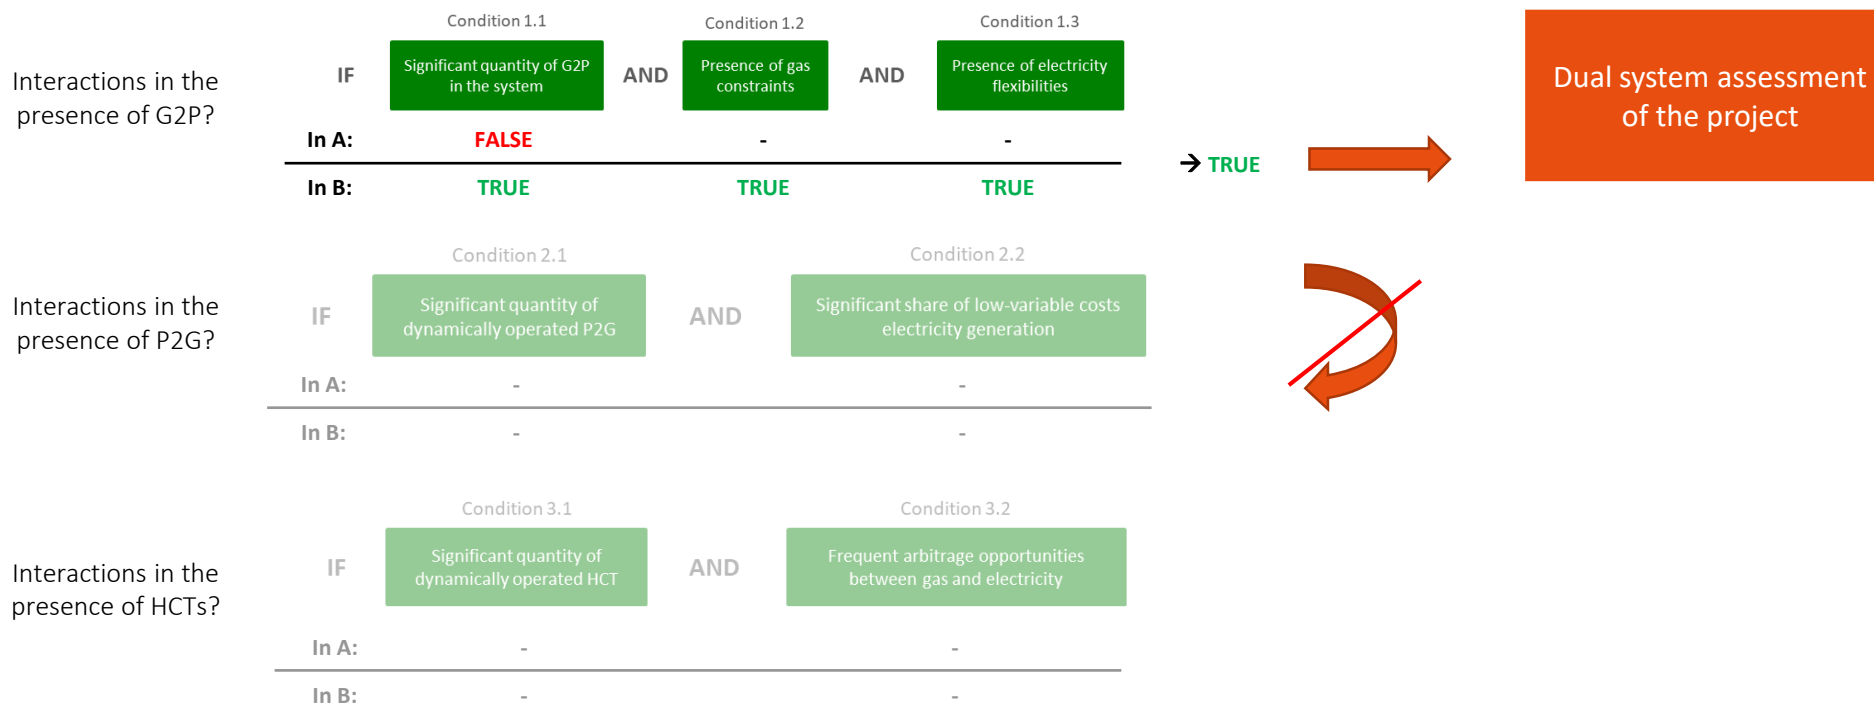 Condition 1.1
Condition 1.2
Condition 1.3
Interactions in the
presence of G2P?
IF
Significant quantity of G2P
in the system
AND
Presence of gas
constraints
AND
Presence of electricity
flexibilities
Dual system assessment
of the project
In A:
FALSE
-
-
→ TRUE
In B:
TRUE
TRUE
TRUE
Condition 2.1
Condition 2.2
Interactions in the
presence of P2G?
IF
Significant quantity of
dynamically operated P2G
AND
Significant share of low-variable costs
electricity generation
In A:
-
-
In B:
-
-
Condition 3.1
Condition 3.2
Interactions in the
presence of HCTs?
IF
Significant quantity of
dynamically operated HCT
AND
Frequent arbitrage opportunities
between gas and electricity
In A:
-
-
In B:
-
-